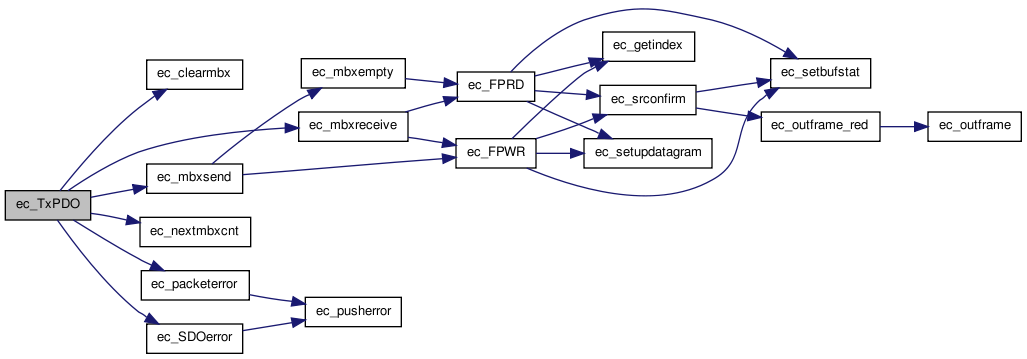 ec_TxPDO
ec_clearmbx
ec_mbxreceive
ec_mbxsend
ec_nextmbxcnt
ec_packeterror
ec_SDOerror
ec_mbxempty
ec_pusherror
ec_FPRD
ec_FPWR
ec_getindex
ec_srconfirm
ec_setupdatagram
ec_setbufstat
ec_outframe_red
ec_outframe